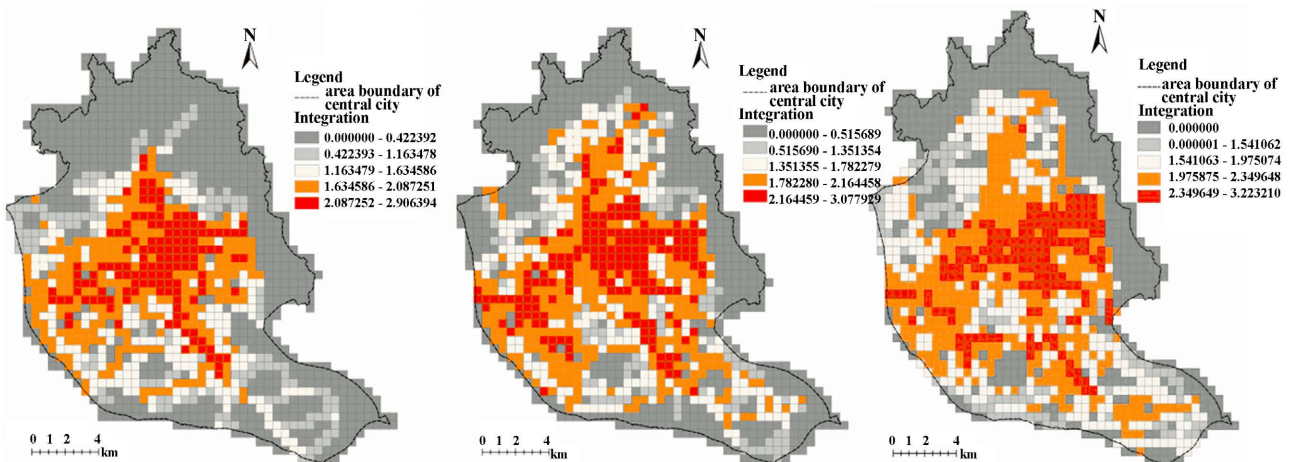 N
Legend
area boundary of
central city
Integration
0.000000 - 0.422392
0.422393 - 1.163478
1.163479 - 1.634586
1.634586 - 2.087251
2.087252 - 2.906394
0 1 2 4
km
N
Legend
area boundary of
central city
Integration
0.000000 - 0.515689
0.515690 - 1.351354
1.351355 - 1.782279
1.782280 - 2.164458
2.164459 - 3.077929
0 1 2 4
km
N
Legend
area boundary of
central city
Integration
0.000000
0.000001 - 1.541062
1.541063 - 1.975074
1.975875 - 2.349648
2.349649 - 3.223210
0 1 2 4
km